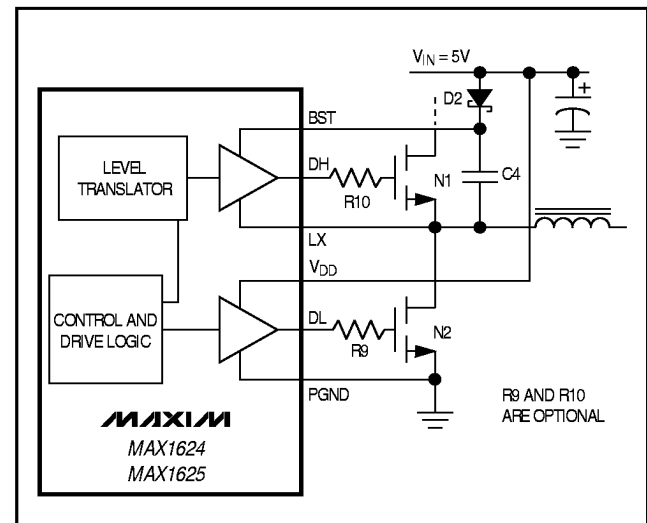 V_IN = 5V
D2
+
BST
LEVEL
TRANSLATOR
DH
R10
N1
C4
LX
V_DD
CONTROL AND
DRIVE LOGIC
DL
R9
N2
PGND
R9 AND R10
ARE OPTIONAL
MAXIM
MAX1624
MAX1625